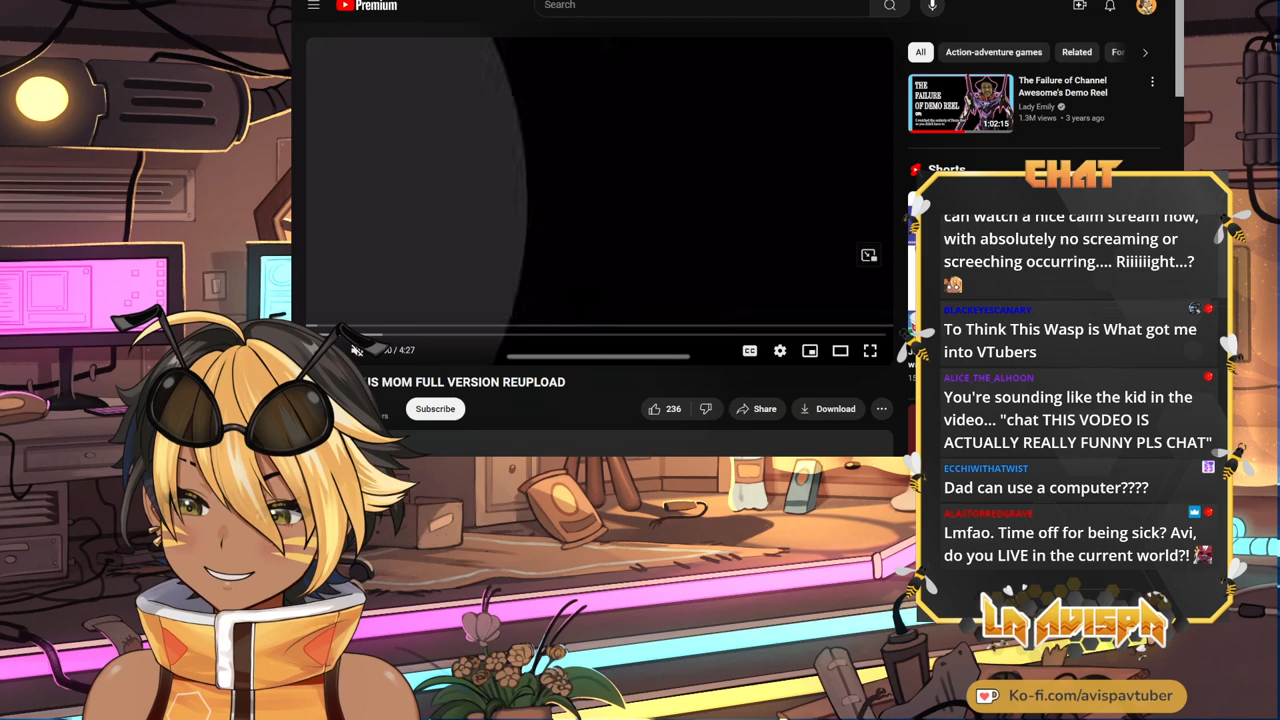 Premium
Search
All
Action-adventure games
Related
For
THE
FAILURE
OF DEMO REEL
1:02:15
The Failure of Channel
Awesome's Demo Reel
Lady Emily
1.3M views • 3 years ago
Shorts
/ 4:27
CC
IS MOM FULL VERSION REUPLOAD
Subscribe
236
Share
Download
CHAT
can watch a nice calm stream now,
with absolutely no screaming or
screeching occurring.... Riiiiiight...?
BLACKEYESCANARY
To Think This Wasp is What got me
into VTubers
ALICE_THE_ALHOON
You're sounding like the kid in the
video... "chat THIS VODEO IS
ACTUALLY REALLY FUNNY PLS CHAT"
ECCHIWITHATWIST
Dad can use a computer????
ALASTORREDGRAVE
Lmfao. Time off for being sick? Avi,
do you LIVE in the current world?!
LA AVISPA
Ko-fi.com/avispavtuber